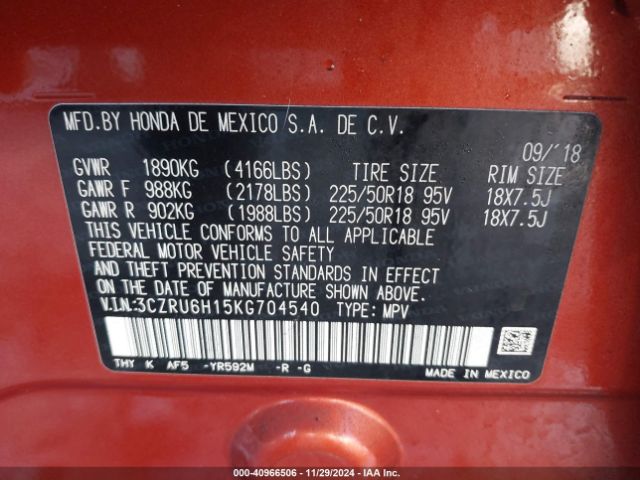 MFD.BY HONDA DE MEXICO S.A. DE C.V.
09/'18
GVWR 1890KG (4166LBS) TIRE SIZE RIM SIZE
GAWR F 988KG (2178LBS) 225/50R18 95V 18X7.5J
GAWR R 902KG (1988LBS) 225/50R18 95V 18X7.5J
THIS VEHICLE CONFORMS TO ALL APPLICABLE
FEDERAL MOTOR VEHICLE SAFETY
AND THEFT PREVENTION STANDARDS IN EFFECT
ON THE DATE OF MANUFACTURE SHOWN ABOVE.
V.I.N.:3CZRU6H15KG704540 TYPE: MPV
THY K AF5 -YR592M -R -G
MADE IN MEXICO
000-40966506 | 11/29/2024 | IAA Inc.